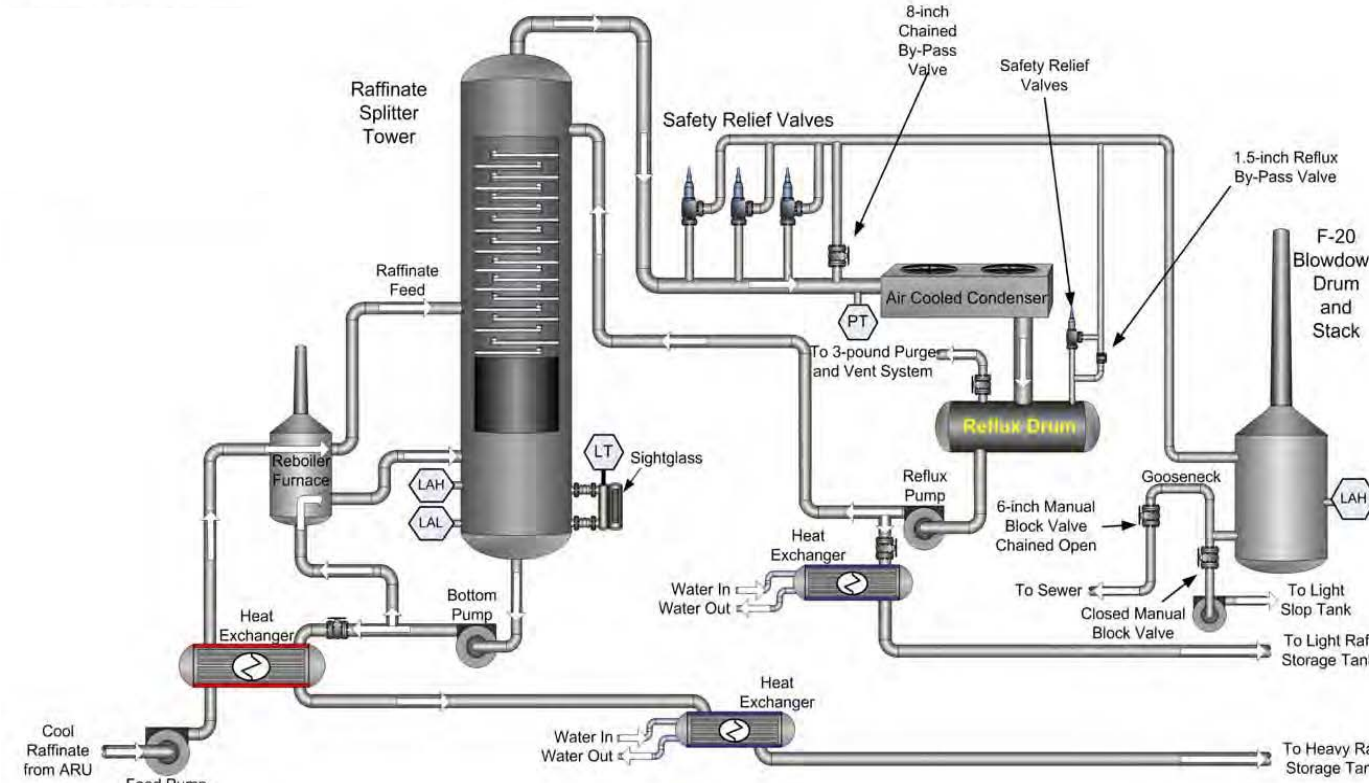 8-inch
Chained
By-Pass
Valve
Safety Relief
Valves
Raffinate
Splitter
Tower
Safety Relief Valves
1.5-inch Reflux
By-Pass Valve
F-20
Blowdow
Drum
and
Stack
Raffinate
Feed
Air Cooled Condenser
PT
To 3-pound Purge
and Vent System
Reflux Drum
Reboiler
Furnace
LT
Sightglass
LAH
LAL
Reflux
Pump
Gooseneck
LAH
6-inch Manual
Block Valve
Chained Open
Heat
Exchanger
Water In
Water Out
To Sewer
Closed Manual
Block Valve
To Light
Slop Tank
Bottom
Pump
Heat
Exchanger
To Light Raf
Storage Tank
Heat
Exchanger
Water In
Water Out
Cool
Raffinate
from ARU
Feed Pump
To Heavy Ra
Storage Tan